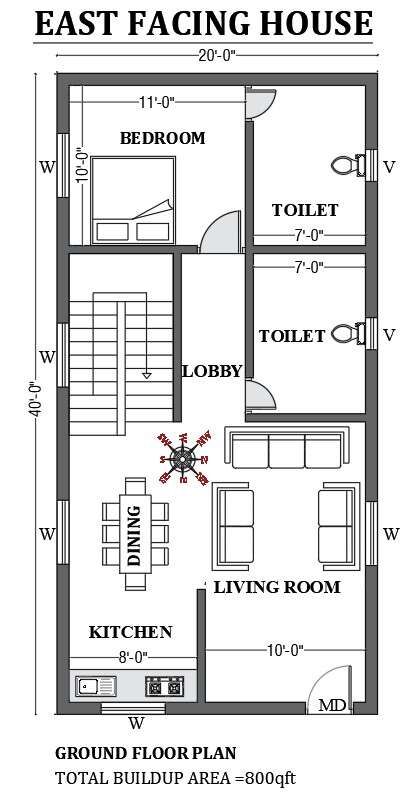 EAST FACING HOUSE
20'-0"
11'-0"
BEDROOM
10'-0"
W
V
TOILET
7'-0"
7'-0"
TOILET
V
W
LOBBY
40'-0"
W
NW
N
S
E
DINING
W
W
LIVING ROOM
KITCHEN
8'-0"
10'-0"
MD
W
GROUND FLOOR PLAN
TOTAL BUILDUP AREA =800qft